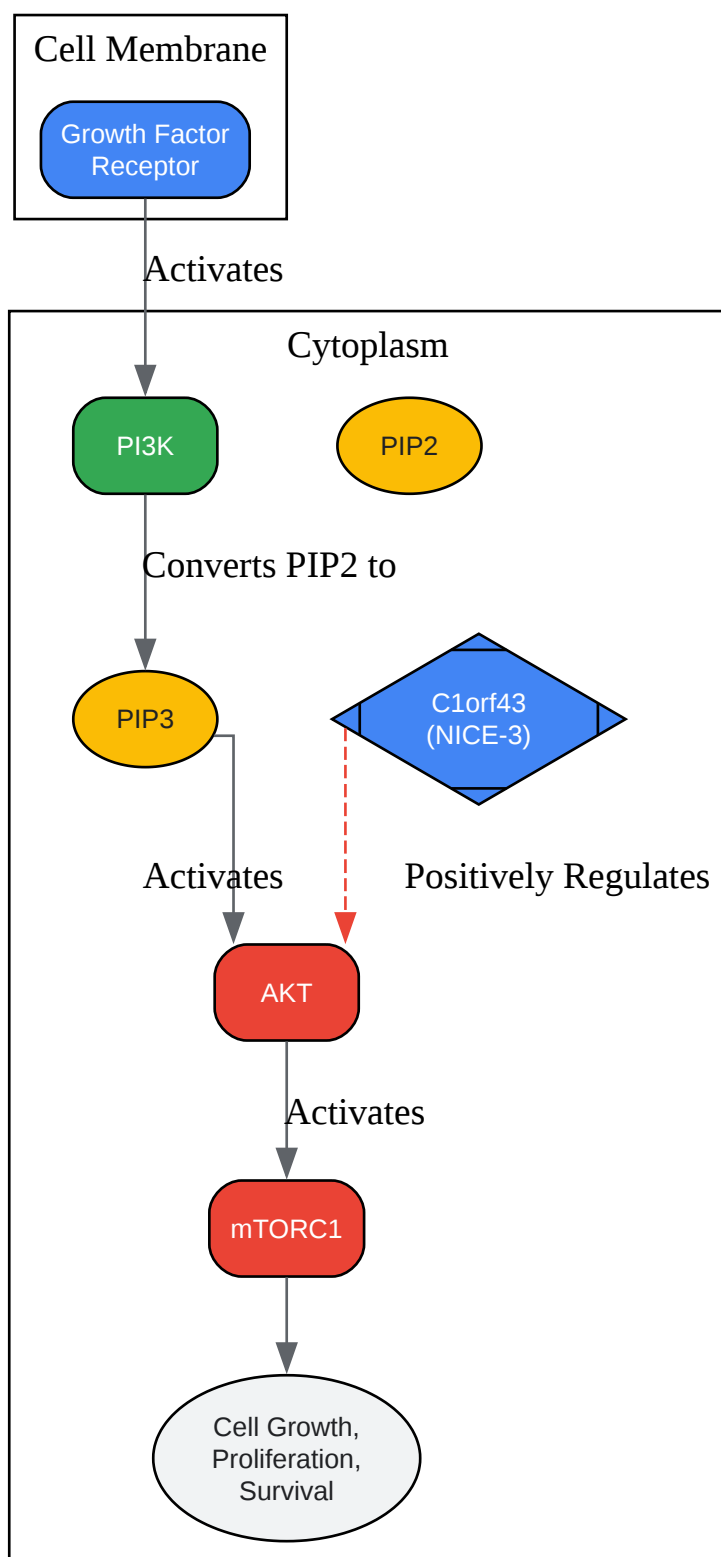 Cell Membrane
Growth Factor
Receptor
Activates
Cytoplasm
PI3K
PIP2
Converts PIP2 to
PIP3
C1orf43
(NICE-3)
Activates
Positively Regulates
AKT
Activates
mTORC1
Cell Growth,
Proliferation,
Survival